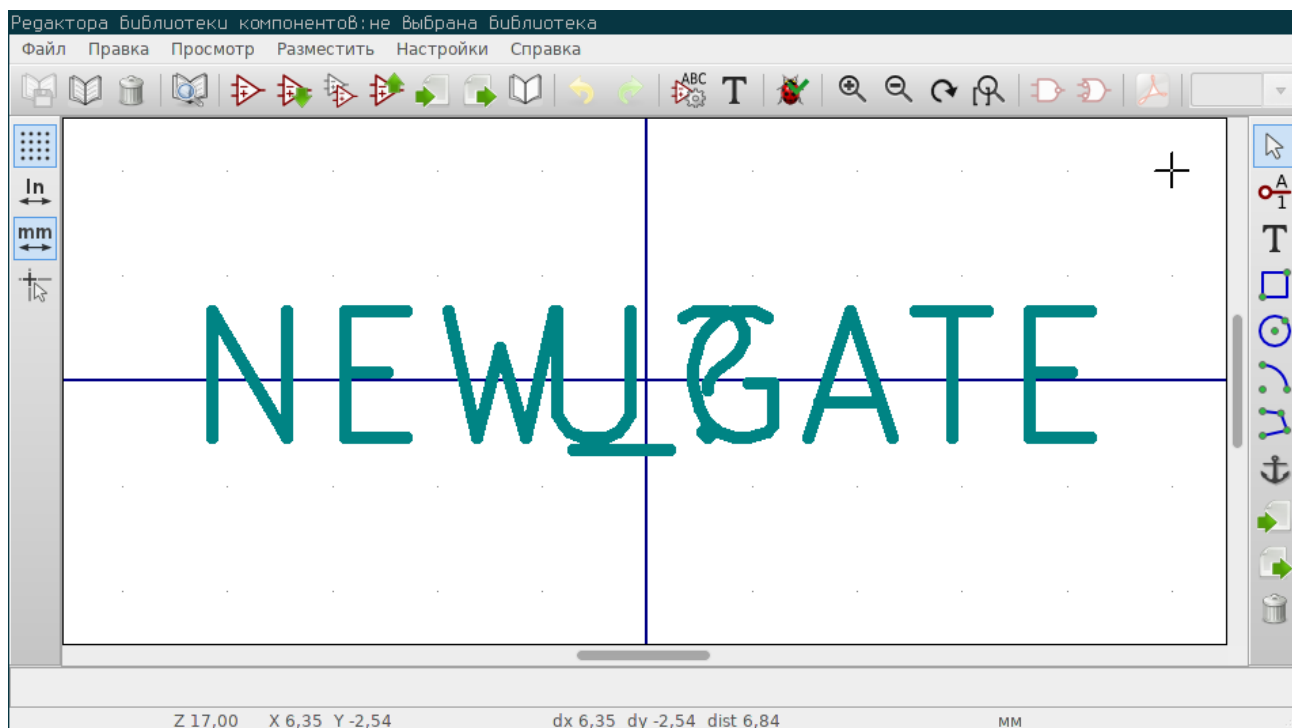 Редактора библиотеки компонентов:не выбрана библиотека
Файл Правка Просмотр Разместить Настройки Справка
ABC T
In
mm
A
1
T
NEW_GATE
U?
Z 17,00 X 6,35 Y -2,54 dx 6,35 dy -2,54 dist 6,84 мм